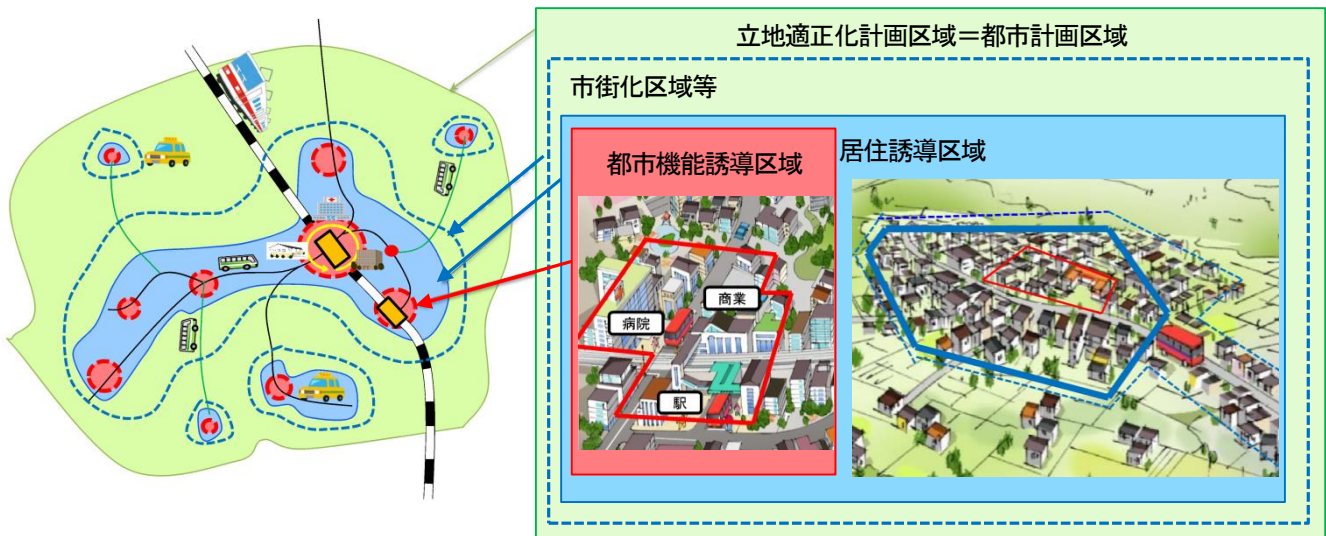 立地適正化計画区域＝都市計画区域
市街化区域等
都市機能誘導区域
居住誘導区域
商業
病院
駅